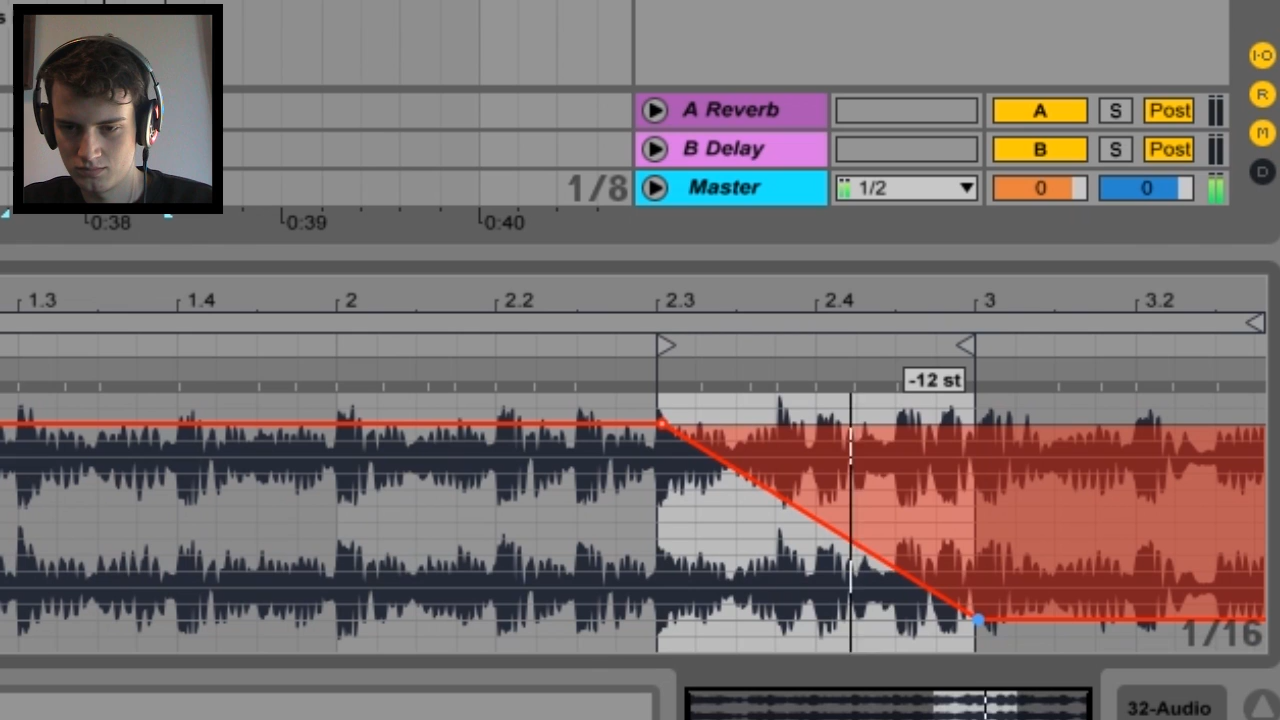 s
I·O
A Reverb
A
S
Post
R
B Delay
B
S
Post
M
1/8
Master
1/2
0
0
D
0:38
0:39
0:40
1.3
1.4
2
2.2
2.3
2.4
3
3.2
-12 st
1/16
32-Audio